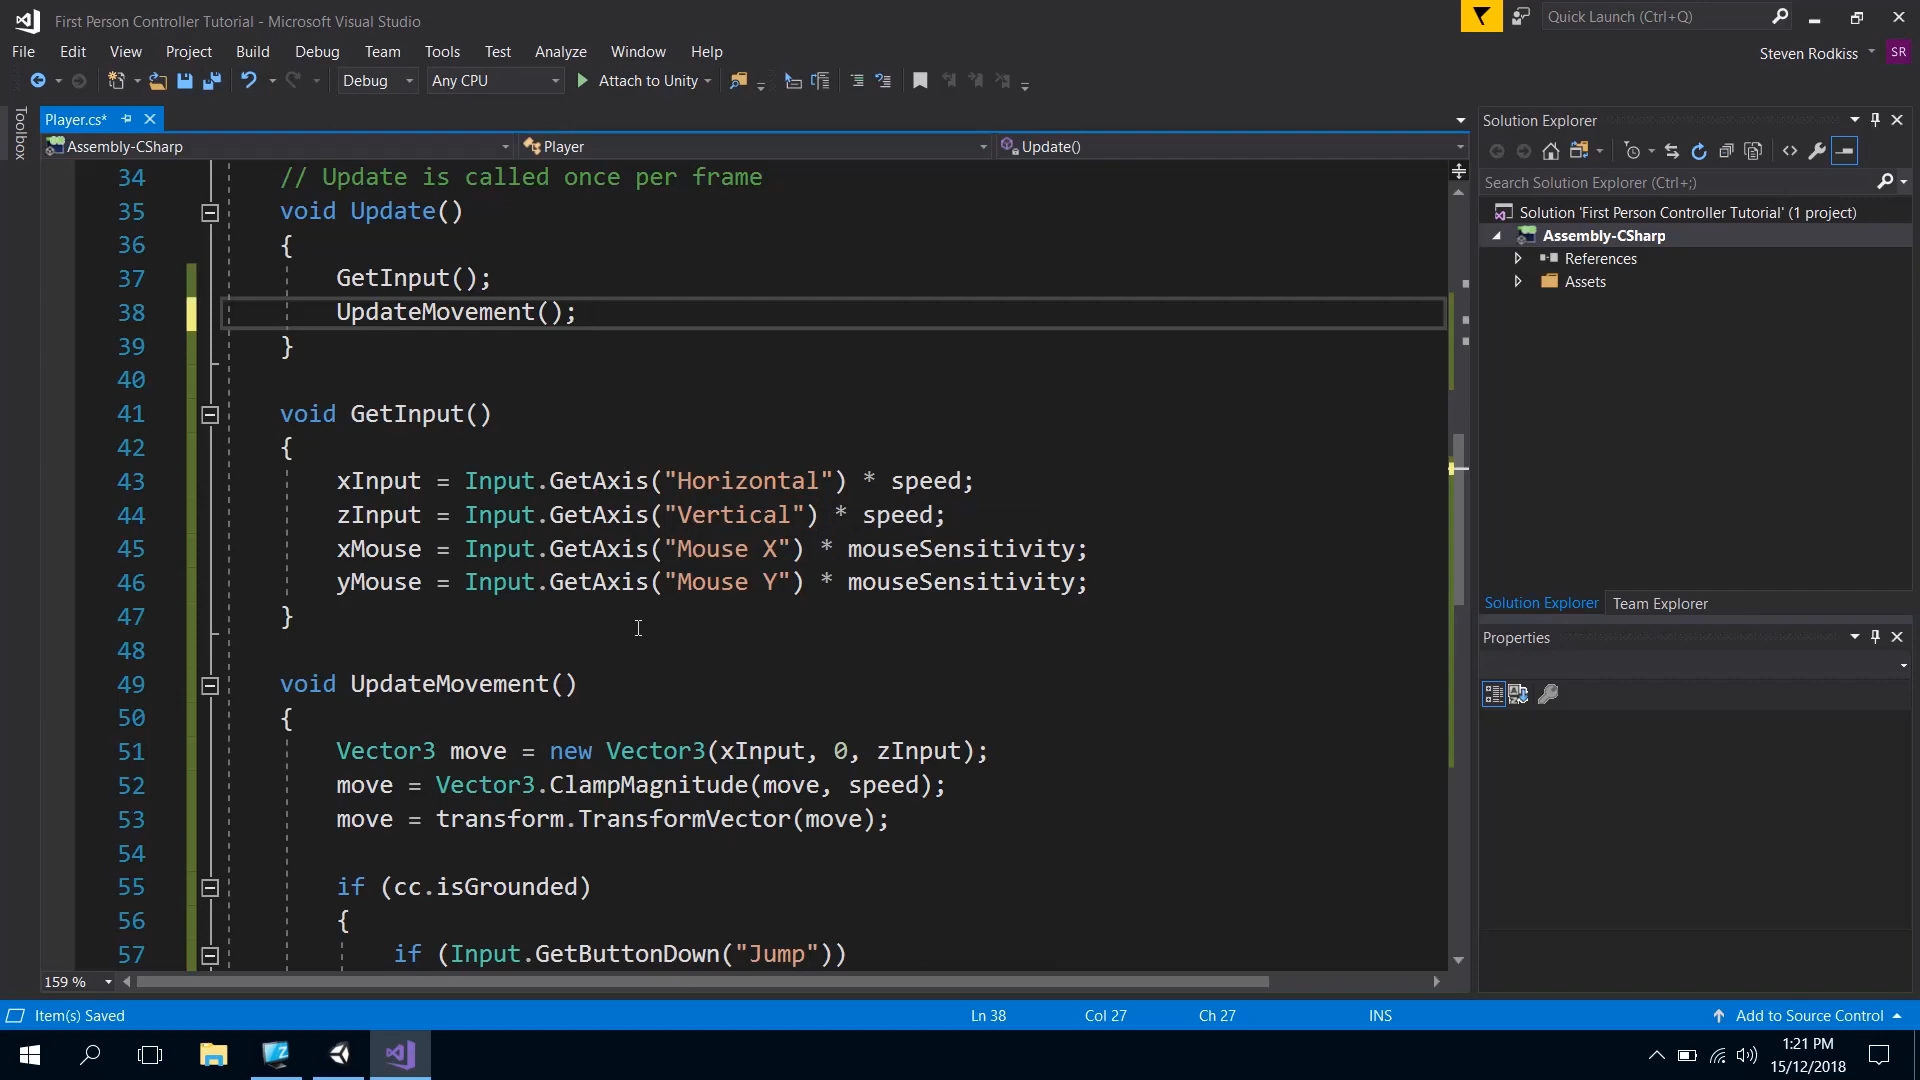 First Person Controller Tutorial - Microsoft Visual Studio
Quick Launch (Ctrl+Q)
File Edit View Project Build Debug Team Tools Test Analyze Window Help
Steven Rodkiss SR
Debug Any CPU Attach to Unity
Toolbox
Player.cs*
Assembly-CSharp Player Update()
34 // Update is called once per frame
35 void Update()
36 {
37 GetInput();
38 UpdateMovement();
39 }
40
41 void GetInput()
42 {
43 xInput = Input.GetAxis("Horizontal") * speed;
44 zInput = Input.GetAxis("Vertical") * speed;
45 xMouse = Input.GetAxis("Mouse X") * mouseSensitivity;
46 yMouse = Input.GetAxis("Mouse Y") * mouseSensitivity;
47 }
48
49 void UpdateMovement()
50 {
51 Vector3 move = new Vector3(xInput, 0, zInput);
52 move = Vector3.ClampMagnitude(move, speed);
53 move = transform.TransformVector(move);
54
55 if (cc.isGrounded)
56 {
57 if (Input.GetButtonDown("Jump"))
159 %
Solution Explorer
Search Solution Explorer (Ctrl+;)
Solution 'First Person Controller Tutorial' (1 project)
Assembly-CSharp
References
Assets
Solution Explorer Team Explorer
Properties
Item(s) Saved Ln 38 Col 27 Ch 27 INS Add to Source Control
1:21 PM
15/12/2018